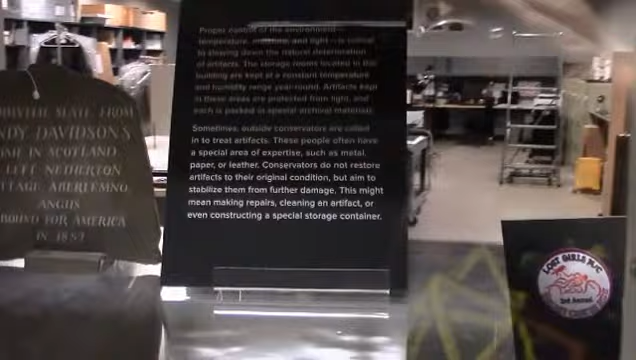 FROM
DAVIDSON'S
IN SCOTLAND
NETHERTON
ABERLEMNO
ANGUS
BOUND FOR AMERICA
IN 18
Proper control of the environment—
temperature, moisture, and light—is critical
to slowing down the natural deterioration
of artifacts. The storage rooms located in this
building are kept at a constant temperature
and humidity range year-round. Artifacts kept
in these areas are protected from light, and
each is packed in special archival materials.
Sometimes, outside conservators are called
in to treat artifacts. These people often have
a special area of expertise, such as metal,
paper, or leather. Conservators do not restore
artifacts to their original condition, but aim to
stabilize them from further damage. This might
mean making repairs, cleaning an artifact, or
even constructing a special storage container.
LOST GIRLS M/C
3rd Annual